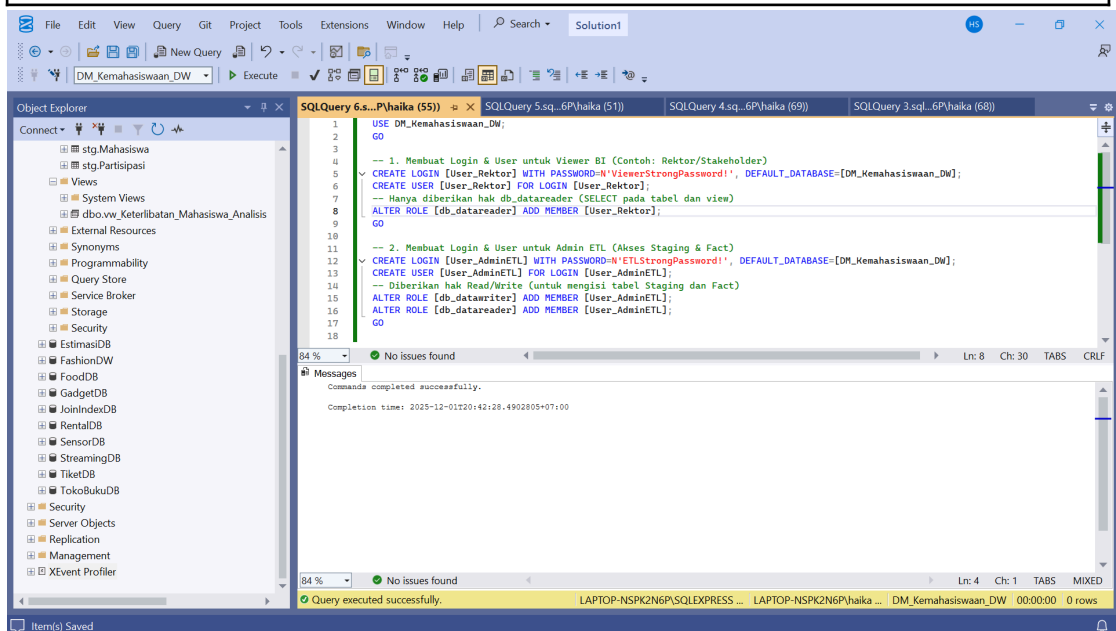 File Edit View Query Git Project Tools Extensions Window Help Search Solution1 HS
New Query
DM_Kemahasiswaan_DW Execute
Object Explorer
Connect
stg.Mahasiswa
stg.Partisipasi
Views
System Views
dbo.vw_Keterlibatan_Mahasiswa_Analisis
External Resources
Synonyms
Programmability
Query Store
Service Broker
Storage
Security
EstimasiDB
FashionDW
FoodDB
GadgetDB
JoinIndexDB
RentalDB
SensorDB
StreamingDB
TiketDB
TokoBukuDB
Security
Server Objects
Replication
Management
XEvent Profiler
SQLQuery 6.s...P\haika (55)) SQLQuery 5.sq...6P\haika (51)) SQLQuery 4.sq...6P\haika (69)) SQLQuery 3.sql...6P\haika (68))
1 USE DM_Kemahasiswaan_DW;
2 GO
3
4 -- 1. Membuat Login & User untuk Viewer BI (Contoh: Rektor/Stakeholder)
5 CREATE LOGIN [User_Rektor] WITH PASSWORD=N'ViewerStrongPassword!', DEFAULT_DATABASE=[DM_Kemahasiswaan_DW];
6 CREATE USER [User_Rektor] FOR LOGIN [User_Rektor];
7 -- Hanya diberikan hak db_datareader (SELECT pada tabel dan view)
8 ALTER ROLE [db_datareader] ADD MEMBER [User_Rektor];
9 GO
10
11 -- 2. Membuat Login & User untuk Admin ETL (Akses Staging & Fact)
12 CREATE LOGIN [User_AdminETL] WITH PASSWORD=N'ETLStrongPassword!', DEFAULT_DATABASE=[DM_Kemahasiswaan_DW];
13 CREATE USER [User_AdminETL] FOR LOGIN [User_AdminETL];
14 -- Diberikan hak Read/Write (untuk mengisi tabel Staging dan Fact)
15 ALTER ROLE [db_datawriter] ADD MEMBER [User_AdminETL];
16 ALTER ROLE [db_datareader] ADD MEMBER [User_AdminETL];
17 GO
18
84 % No issues found Ln: 8 Ch: 30 TABS CRLF
Messages
Commands completed successfully.
Completion time: 2025-12-01T20:42:28.4902805+07:00
84 % No issues found Ln: 4 Ch: 1 TABS MIXED
Query executed successfully. LAPTOP-NSPK2N6P\SQLEXPRESS ... LAPTOP-NSPK2N6P\haika ... DM_Kemahasiswaan_DW 00:00:00 0 rows
Item(s) Saved